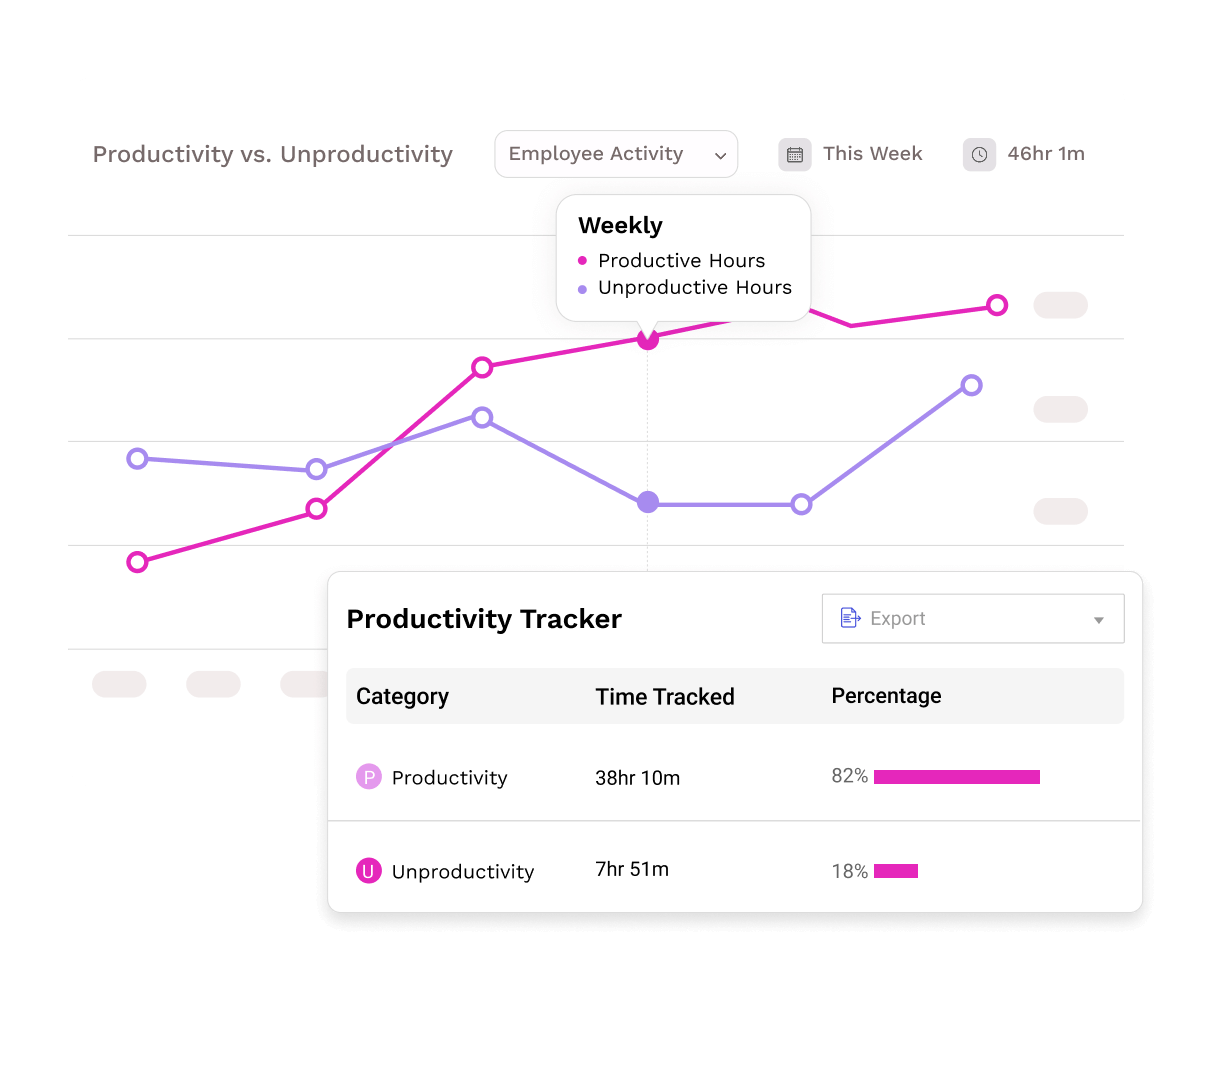 Productivity vs. Unproductivity
Employee Activity
This Week
46hr 1m
Weekly
Productive Hours
Unproductive Hours
Productivity Tracker
Export
Category Time Tracked Percentage
P Productivity 38hr 10m 82%
U Unproductivity 7hr 51m 18%